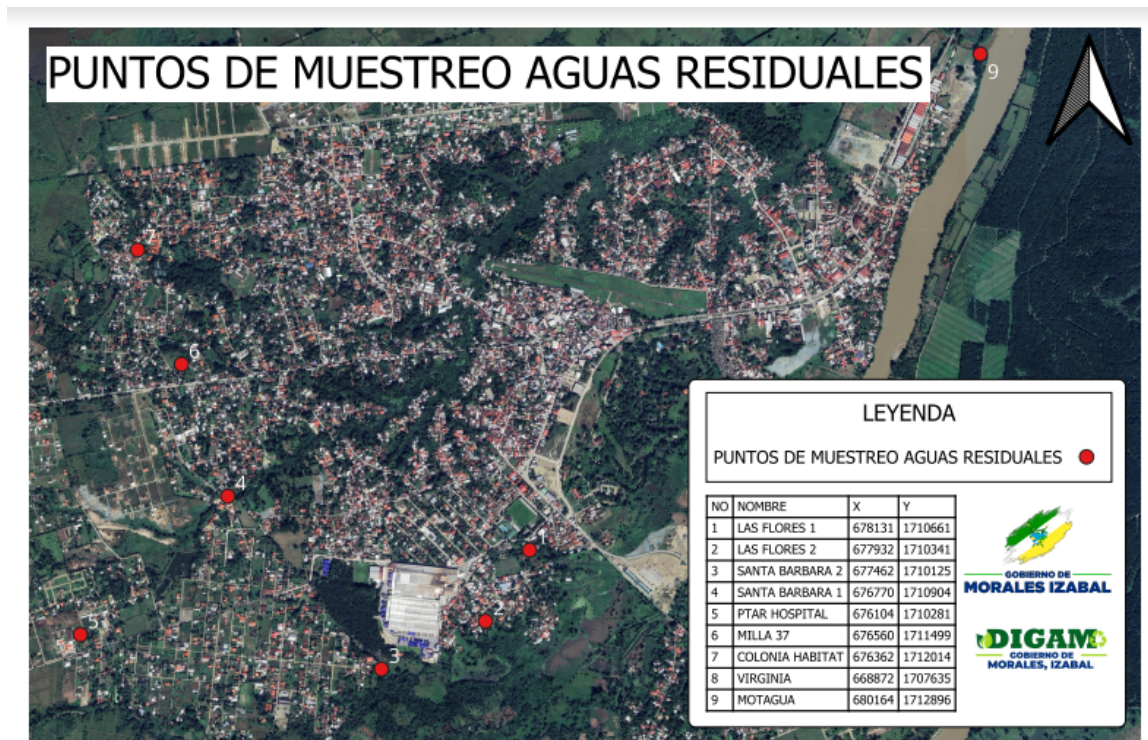 PUNTOS DE MUESTREO AGUAS RESIDUALES
9
7
6
4
1
2
5
3
LEYENDA
PUNTOS DE MUESTREO AGUAS RESIDUALES
NO NOMBRE X Y
1 LAS FLORES 1 678131 1710661
2 LAS FLORES 2 677932 1710341
3 SANTA BARBARA 2 677462 1710125
4 SANTA BARBARA 1 676770 1710904
5 PTAR HOSPITAL 676104 1710281
6 MILLA 37 676560 1711499
7 COLONIA HABITAT 676362 1712014
8 VIRGINIA 668872 1707635
9 MOTAGUA 680164 1712896
GOBIERNO DE
MORALES IZABAL
DIGAM
GOBIERNO DE
MORALES, IZABAL